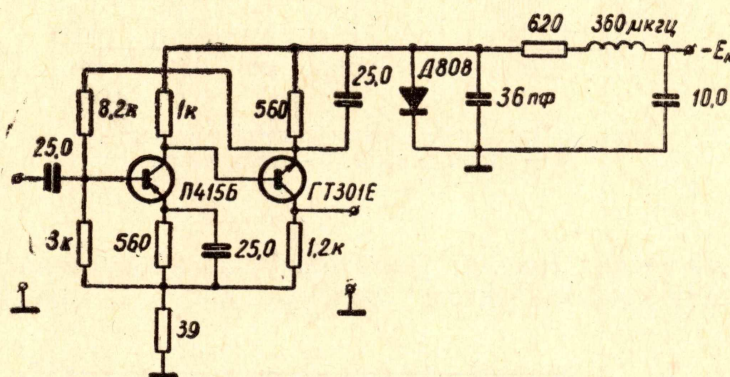 620
360 мкгц
-Eк
8,2к
1к
560
25,0
Д808
36 пф
10,0
25,0
П415Б
ГТ301Е
3к
560
25,0
1,2к
39